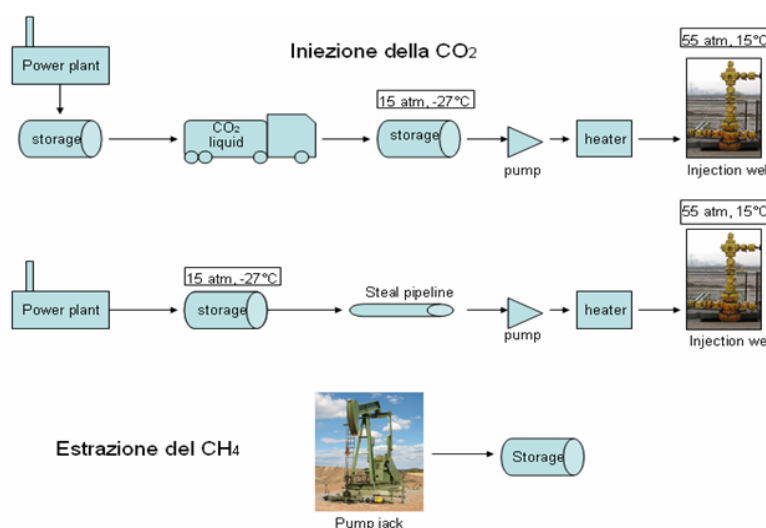 Iniezione della CO2
55 atm, 15°C
Power plant
15 atm, -27°C
storage
CO2
liquid
storage
heater
pump
Injection wel
55 atm, 15°C
15 atm, -27°C
Steal pipeline
Power plant
storage
heater
pump
Injection wel
Estrazione del CH4
Storage
Pump jack